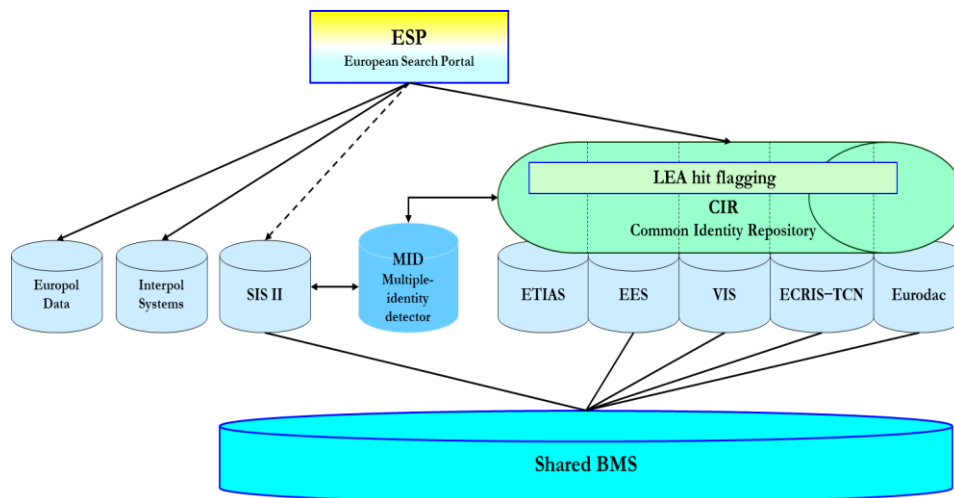 ESP
European Search Portal
LEA hit flagging
CIR
Common Identity Repository
Europol
Data
Interpol
Systems
SIS II
MID
Multiple-
identity
detector
ETIAS
EES
VIS
ECRIS–TCN
Eurodac
Shared BMS